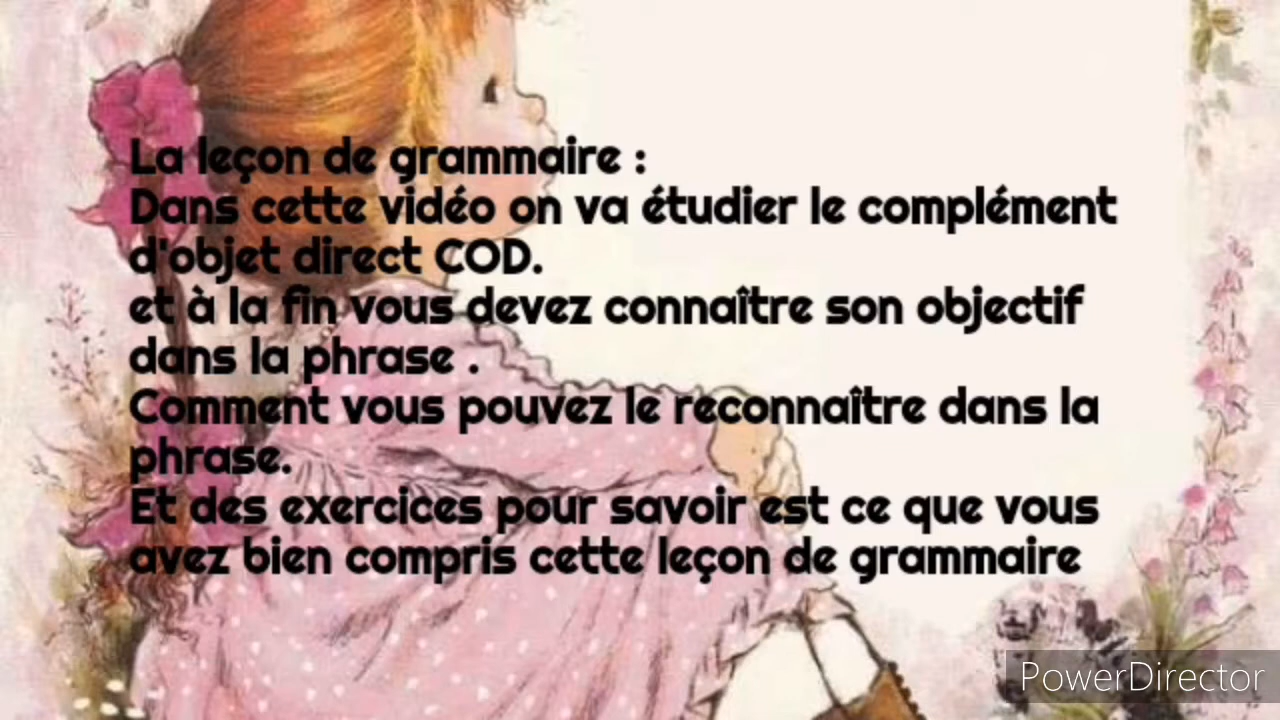 La leçon de grammaire :
Dans cette vidéo on va étudier le complément
d'objet direct COD.
et à la fin vous devez connaître son objectif
dans la phrase .
Comment vous pouvez le reconnaître dans la
phrase.
Et des exercices pour savoir est ce que vous
avez bien compris cette leçon de grammaire
PowerDirector